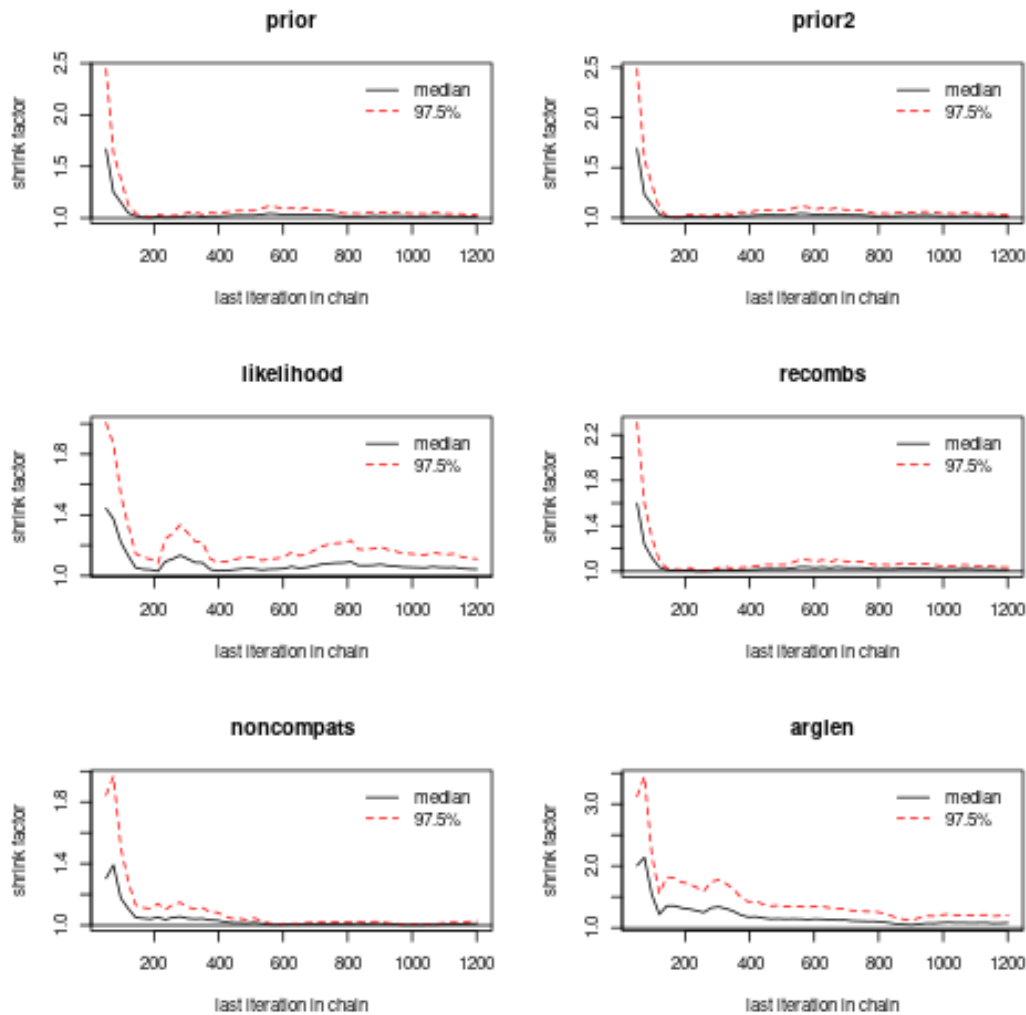 prior
shrink factor
2.5
2.0
1.5
1.0
median
97.5%
200 400 600 800 1000 1200
last iteration in chain
prior2
shrink factor
2.5
2.0
1.5
1.0
median
97.5%
200 400 600 800 1000 1200
last iteration in chain
likelihood
shrink factor
1.8
1.4
1.0
median
97.5%
200 400 600 800 1000 1200
last iteration in chain
recombs
shrink factor
2.2
1.8
1.4
1.0
median
97.5%
200 400 600 800 1000 1200
last iteration in chain
noncompats
shrink factor
1.8
1.4
1.0
median
97.5%
200 400 600 800 1000 1200
last iteration in chain
arglen
shrink factor
3.0
2.0
1.0
median
97.5%
200 400 600 800 1000 1200
last iteration in chain